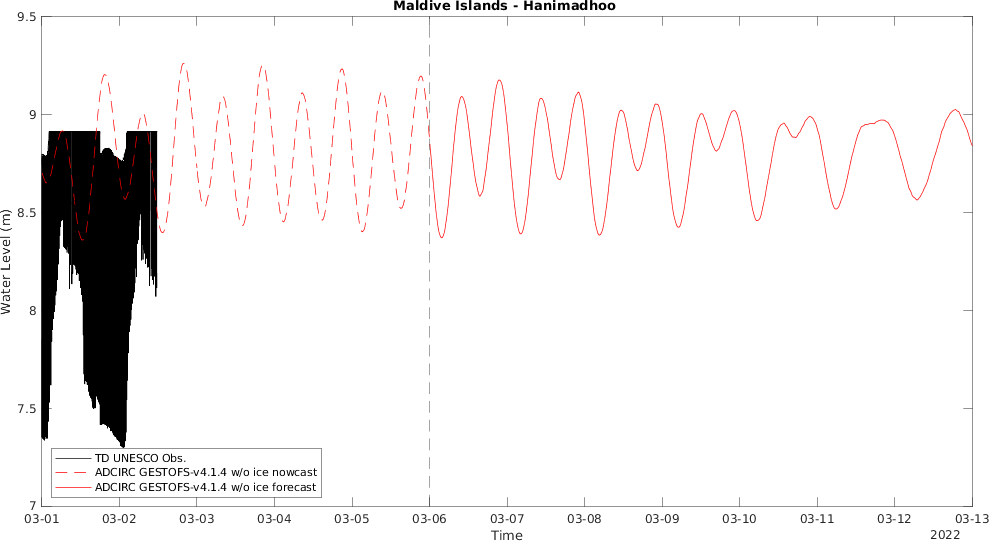 Maldive Islands - Hanimadhoo
9.5
9
8.5
8
7.5
7
Water Level (m)
TD UNESCO Obs.
ADCIRC GESTOFS-v4.1.4 w/o ice nowcast
ADCIRC GESTOFS-v4.1.4 w/o ice forecast
03-01 03-02 03-03 03-04 03-05 03-06 03-07 03-08 03-09 03-10 03-11 03-12 03-13
Time
2022